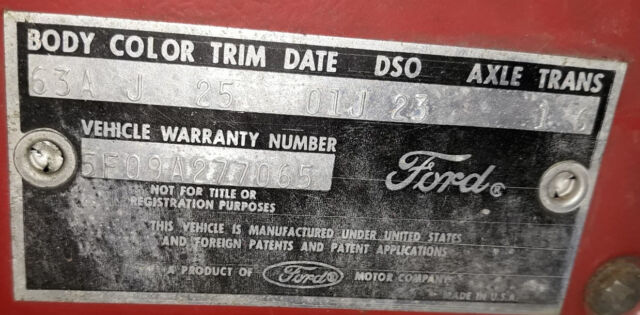 BODY COLOR TRIM DATE DSO AXLE TRANS
63A J 25 01J 23 1 6
VEHICLE WARRANTY NUMBER
5F09A277065
Ford®
NOT FOR TITLE OR
REGISTRATION PURPOSES
THIS VEHICLE IS MANUFACTURED UNDER UNITED STATES
AND FOREIGN PATENTS AND PATENT APPLICATIONS
A PRODUCT OF Ford® MOTOR COMPANY
MADE IN U.S.A.